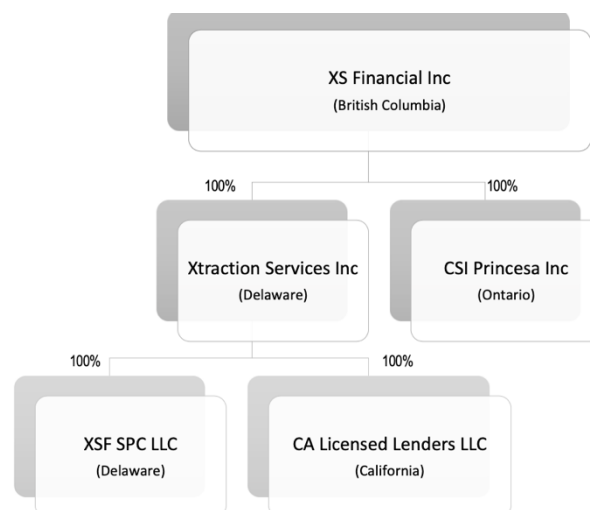 XS Financial Inc
(British Columbia)
100%
100%
Xtraction Services Inc
(Delaware)
CSI Princesa Inc
(Ontario)
100%
100%
XSF SPC LLC
(Delaware)
CA Licensed Lenders LLC
(California)